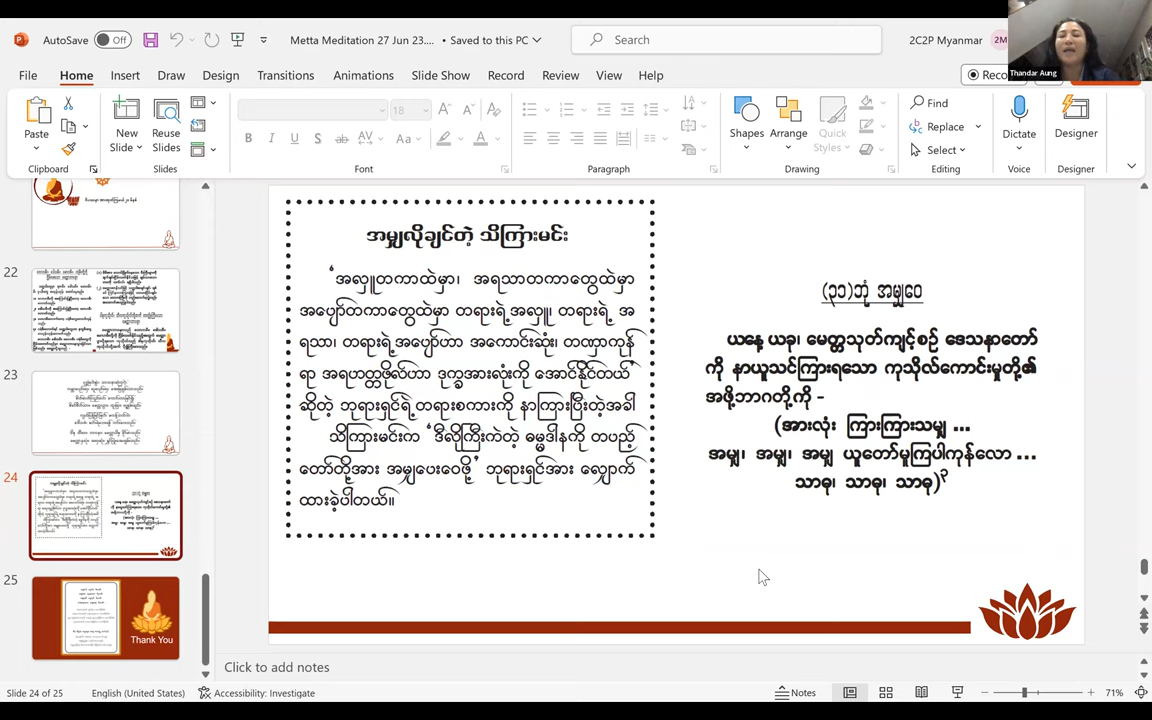 AutoSave
Off
Metta Meditation 27 Jun 23.... • Saved to this PC
Search
2C2P Myanmar
2M
Thandar Aung
File Home Insert Draw Design Transitions Animations Slide Show Record Review View Help
Paste
New
Slide
Reuse
Slides
18
Shapes
Arrange
Quick
Styles
Find
Replace
Select
Dictate
Designer
Clipboard
Slides
Font
Paragraph
Drawing
Editing
Voice
Designer
22
23
24
25
Thank You
အမျှလိုချင်တဲ့ သိကြားမင်း
‘အလှူတကာထဲမှာ၊ အရသာတကာတွေထဲမှာ
အပျော်တကာတွေထဲမှာ တရားရဲ့အလှူ၊ တရားရဲ့ အ
ရသာ၊ တရားရဲ့အပျော်ဟာ အကောင်းဆုံး၊ တဏှာကုန်
ရာ အရဟတ္တဖိုလ်ဟာ ဒုက္ခအားလုံးကို အောင်နိုင်တယ်’
ဆိုတဲ့ ဘုရားရှင်ရဲ့တရားစကားကို နာကြားပြီးတဲ့အခါ
သိကြားမင်းက ‘ဒီလိုကြီးကဲတဲ့ ဓမ္မဒါနကို တပည့်
တော်တို့အား အမျှပေးဝေဖို့’ ဘုရားရှင်အား လျှောက်
ထားခဲ့ပါတယ်။
(၃၁)ဘုံ အမျှဝေ
ယနေ့ ယခု၊ မေတ္တသုတ်ကျင့်စဉ် ဒေသနာတော်
ကို နာယူသင်ကြားရသော ကုသိုလ်ကောင်းမှုတို့၏
အဖို့ဘာဂတို့ကို -
(အားလုံး ကြားကြားသမျှ ...
အမျှ၊ အမျှ၊ အမျှ ယူတော်မူကြပါကုန်လော ...
သာဓု၊ သာဓု၊ သာဓု)၃
Click to add notes
Slide 24 of 25
English (United States)
Accessibility: Investigate
Notes
71%